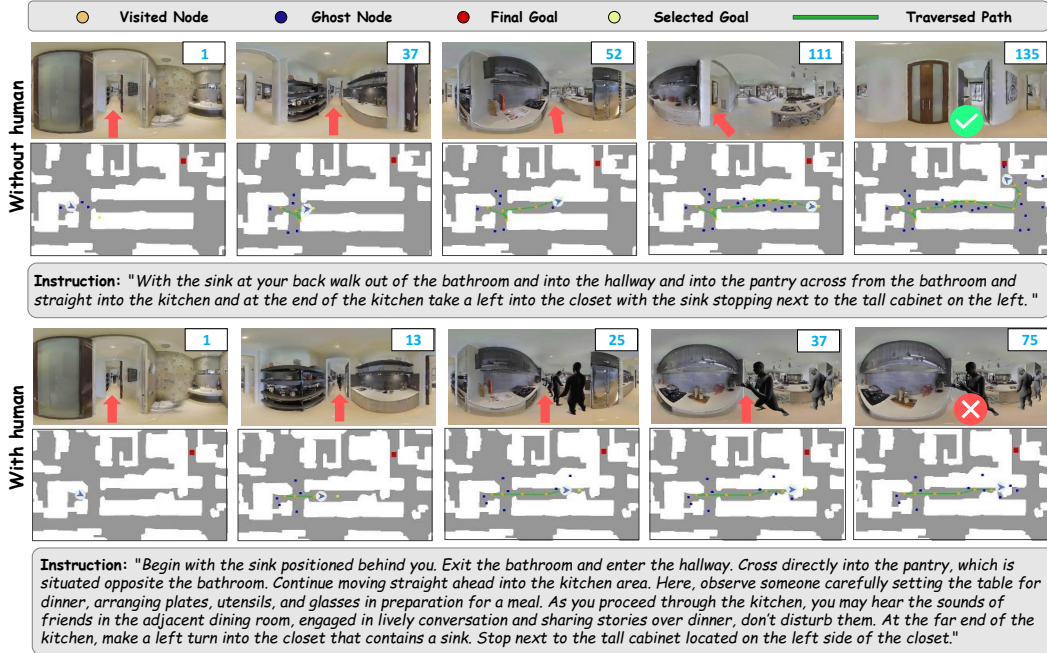 Visited Node Ghost Node Final Goal Selected Goal Traversed Path
Without human
1 37 52 111 135
Instruction: "With the sink at your back walk out of the bathroom and into the hallway and into the pantry across from the bathroom and
straight into the kitchen and at the end of the kitchen take a left into the closet with the sink stopping next to the tall cabinet on the left. "
With human
1 13 25 37 75
Instruction: "Begin with the sink positioned behind you. Exit the bathroom and enter the hallway. Cross directly into the pantry, which is
situated opposite the bathroom. Continue moving straight ahead into the kitchen area. Here, observe someone carefully setting the table for
dinner, arranging plates, utensils, and glasses in preparation for a meal. As you proceed through the kitchen, you may hear the sounds of
friends in the adjacent dining room, engaged in lively conversation and sharing stories over dinner, don't disturb them. At the far end of the
kitchen, make a left turn into the closet that contains a sink. Stop next to the tall cabinet located on the left side of the closet."